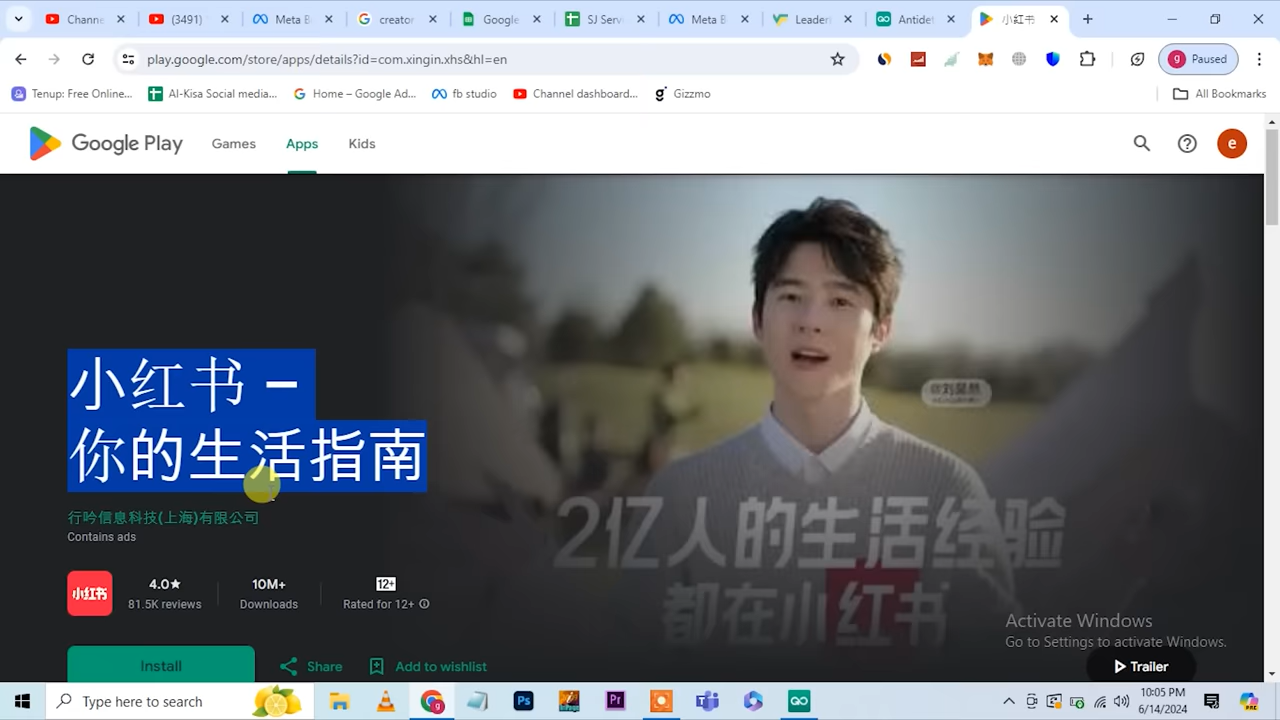 Channe
(3491)
Meta B
creator
Google
SJ Serv
Meta B
Leader
Antidet
小红书
play.google.com/store/apps/details?id=com.xingin.xhs&hl=en
Paused
Tenup: Free Online...
AI-Kisa Social media...
Home – Google Ad...
fb studio
Channel dashboard...
Gizzmo
All Bookmarks
Google Play
Games
Apps
Kids
e
小红书 –
你的生活指南
行吟信息科技(上海)有限公司
Contains ads
小红书
4.0★
81.5K reviews
10M+
Downloads
12+
Rated for 12+
Install
Share
Add to wishlist
@刘昊然
2亿人的生活经验
都在小红书
Activate Windows
Go to Settings to activate Windows.
Trailer
Type here to search
10:05 PM
6/14/2024